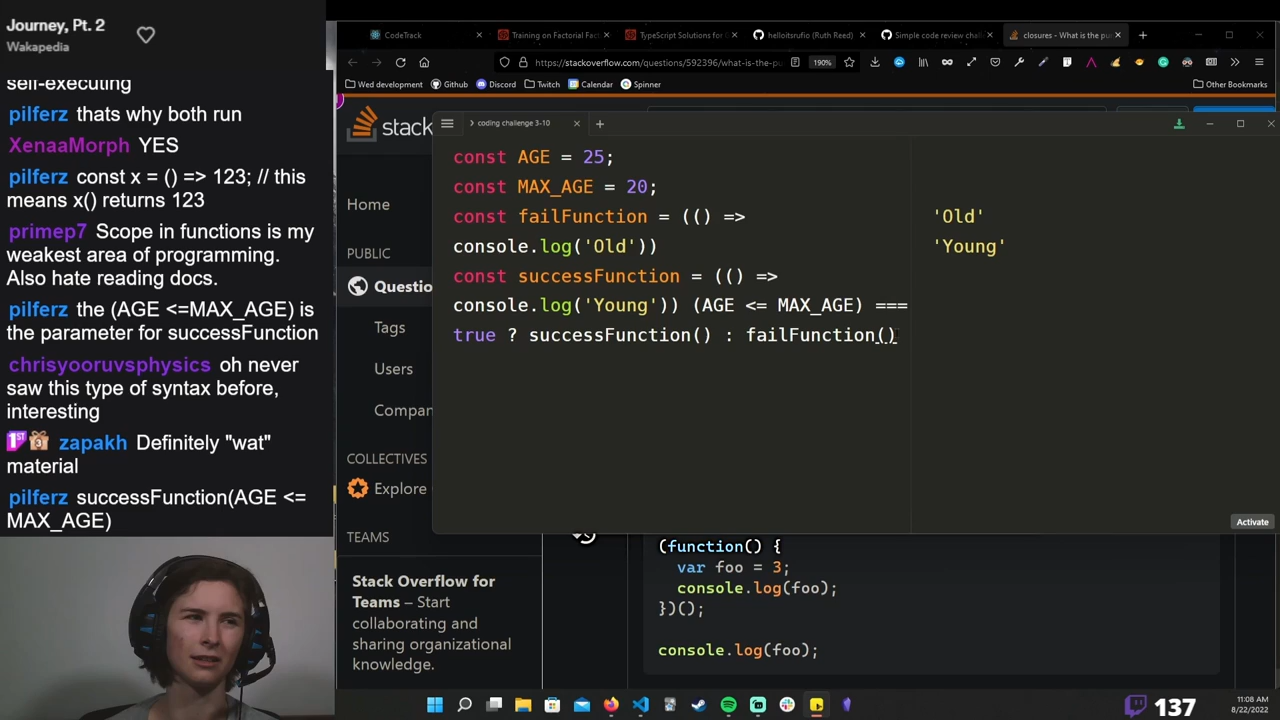 Journey, Pt. 2
Wakapedia
self-executing
pilferz thats why both run
XenaaMorph YES
pilferz const x = () => 123; // this
means x() returns 123
primep7 Scope in functions is my
weakest area of programming.
Also hate reading docs.
pilferz the (AGE <=MAX_AGE) is
the parameter for successFunction
chrisyooruvsphysics oh never
saw this type of syntax before,
interesting
1ST 3 zapakh Definitely "wat"
material
pilferz successFunction(AGE <=
MAX_AGE)
CodeTrack
Training on Factorial Fac
TypeScript Solutions for
helloitsrufio (Ruth Reed)
Simple code review chal
closures - What is the pu
https://stackoverflow.com/questions/592396/what-is-the-pu
190%
Wed development
Github
Discord
Twitch
Calendar
Spinner
Other Bookmarks
stack
Home
PUBLIC
Questio
Tags
Users
Compan
COLLECTIVES
Explore
TEAMS
Stack Overflow for
Teams – Start
collaborating and
sharing organizational
knowledge.
coding challenge 3-10
const AGE = 25;
const MAX_AGE = 20;
const failFunction = (() =>
console.log('Old'))
const successFunction = (() =>
console.log('Young')) (AGE <= MAX_AGE) ===
true ? successFunction() : failFunction()
'Old'
'Young'
Activate
(function() {
var foo = 3;
console.log(foo);
})();
console.log(foo);
11:08 AM
8/22/2022
137